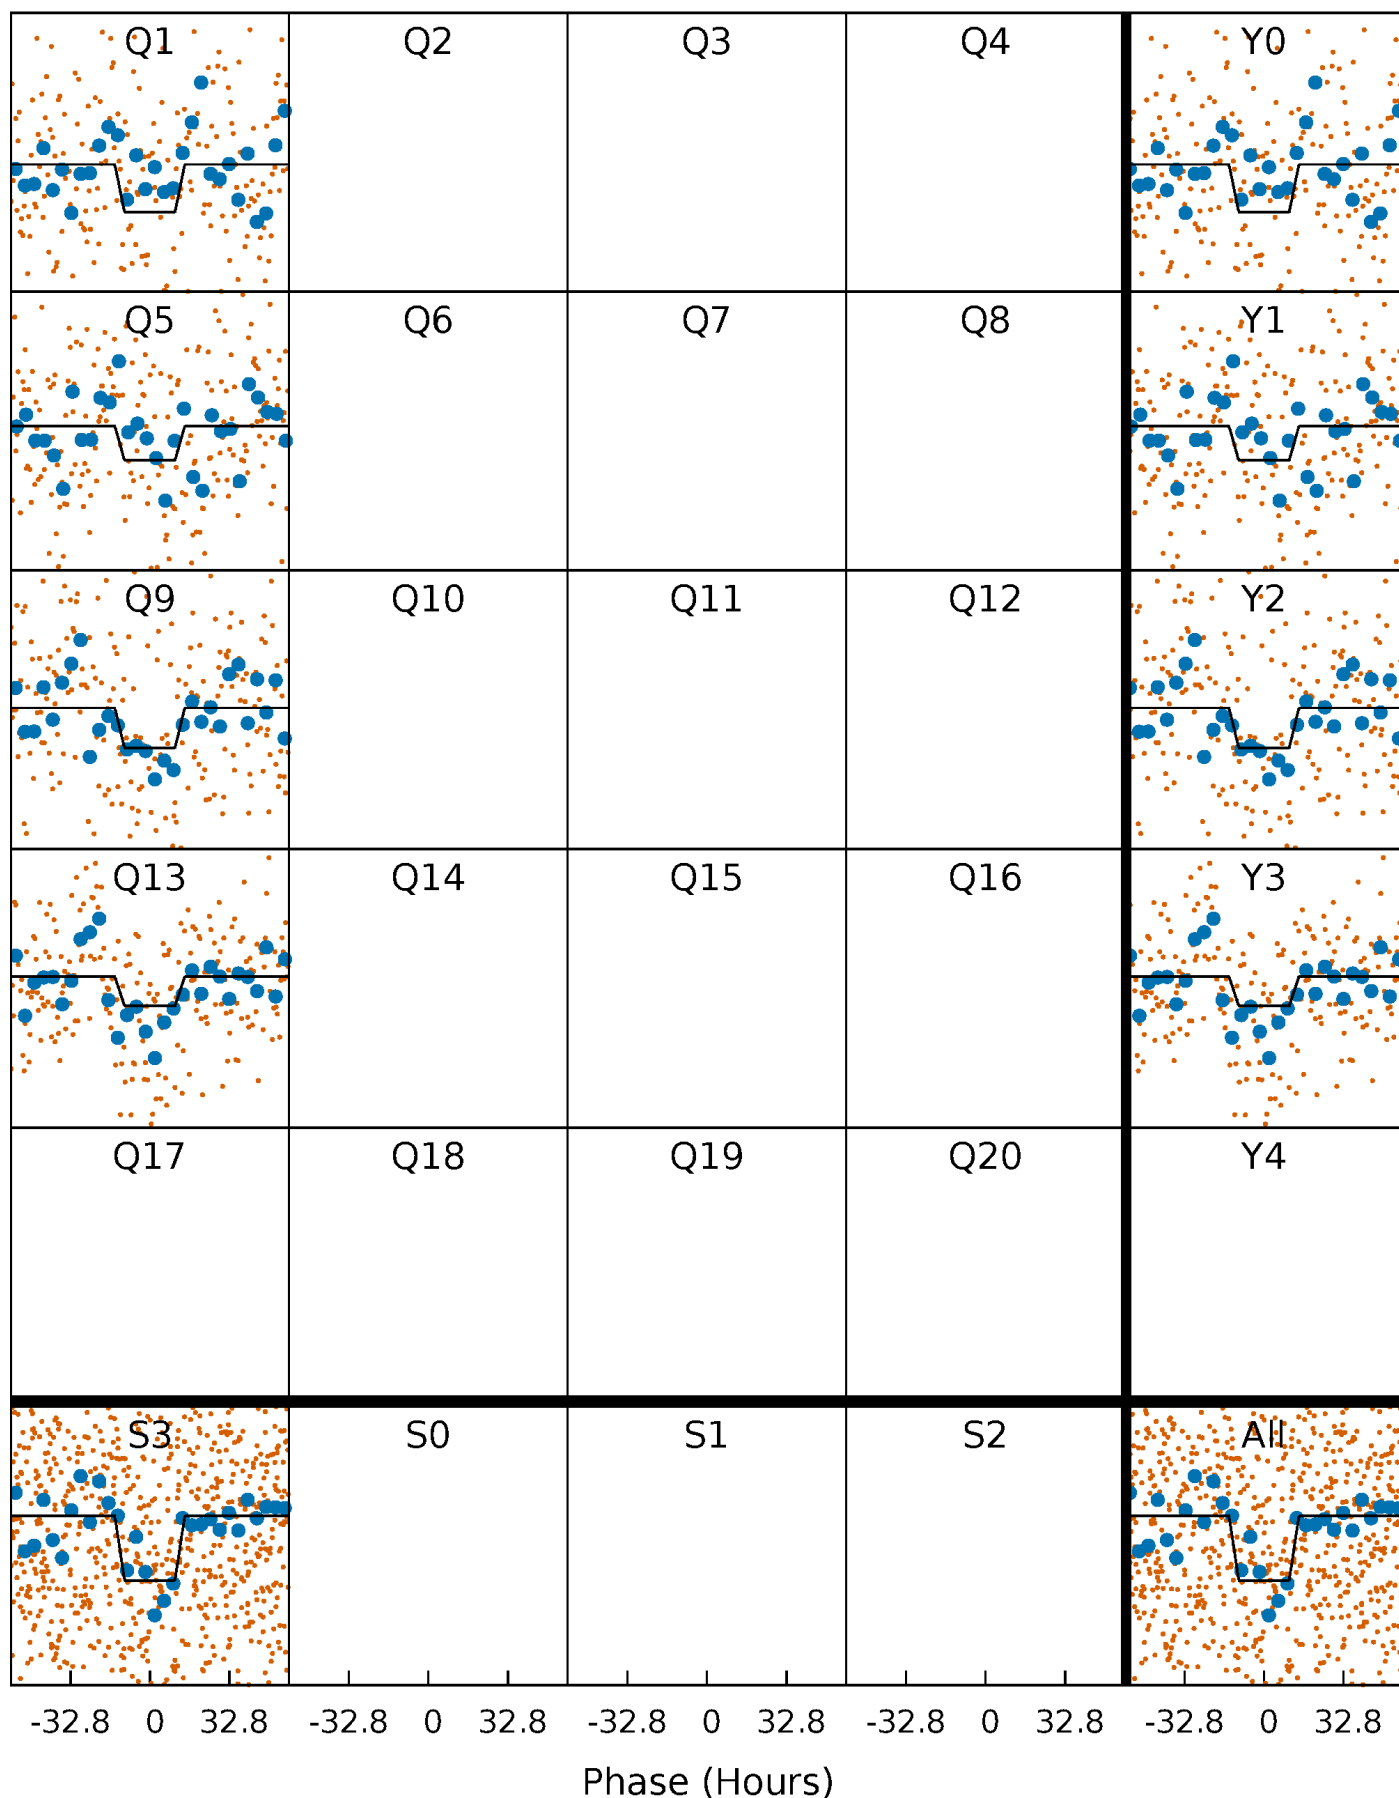 Q1 Q2 Q3 Q4 Y0
Q5 Q6 Q7 Q8 Y1
Q9 Q10 Q11 Q12 Y2
Q13 Q14 Q15 Q16 Y3
Q17 Q18 Q19 Q20 Y4
S3 S0 S1 S2 All
-32.8 0 32.8 -32.8 0 32.8 -32.8 0 32.8 -32.8 0 32.8 -32.8 0 32.8
Phase (Hours)